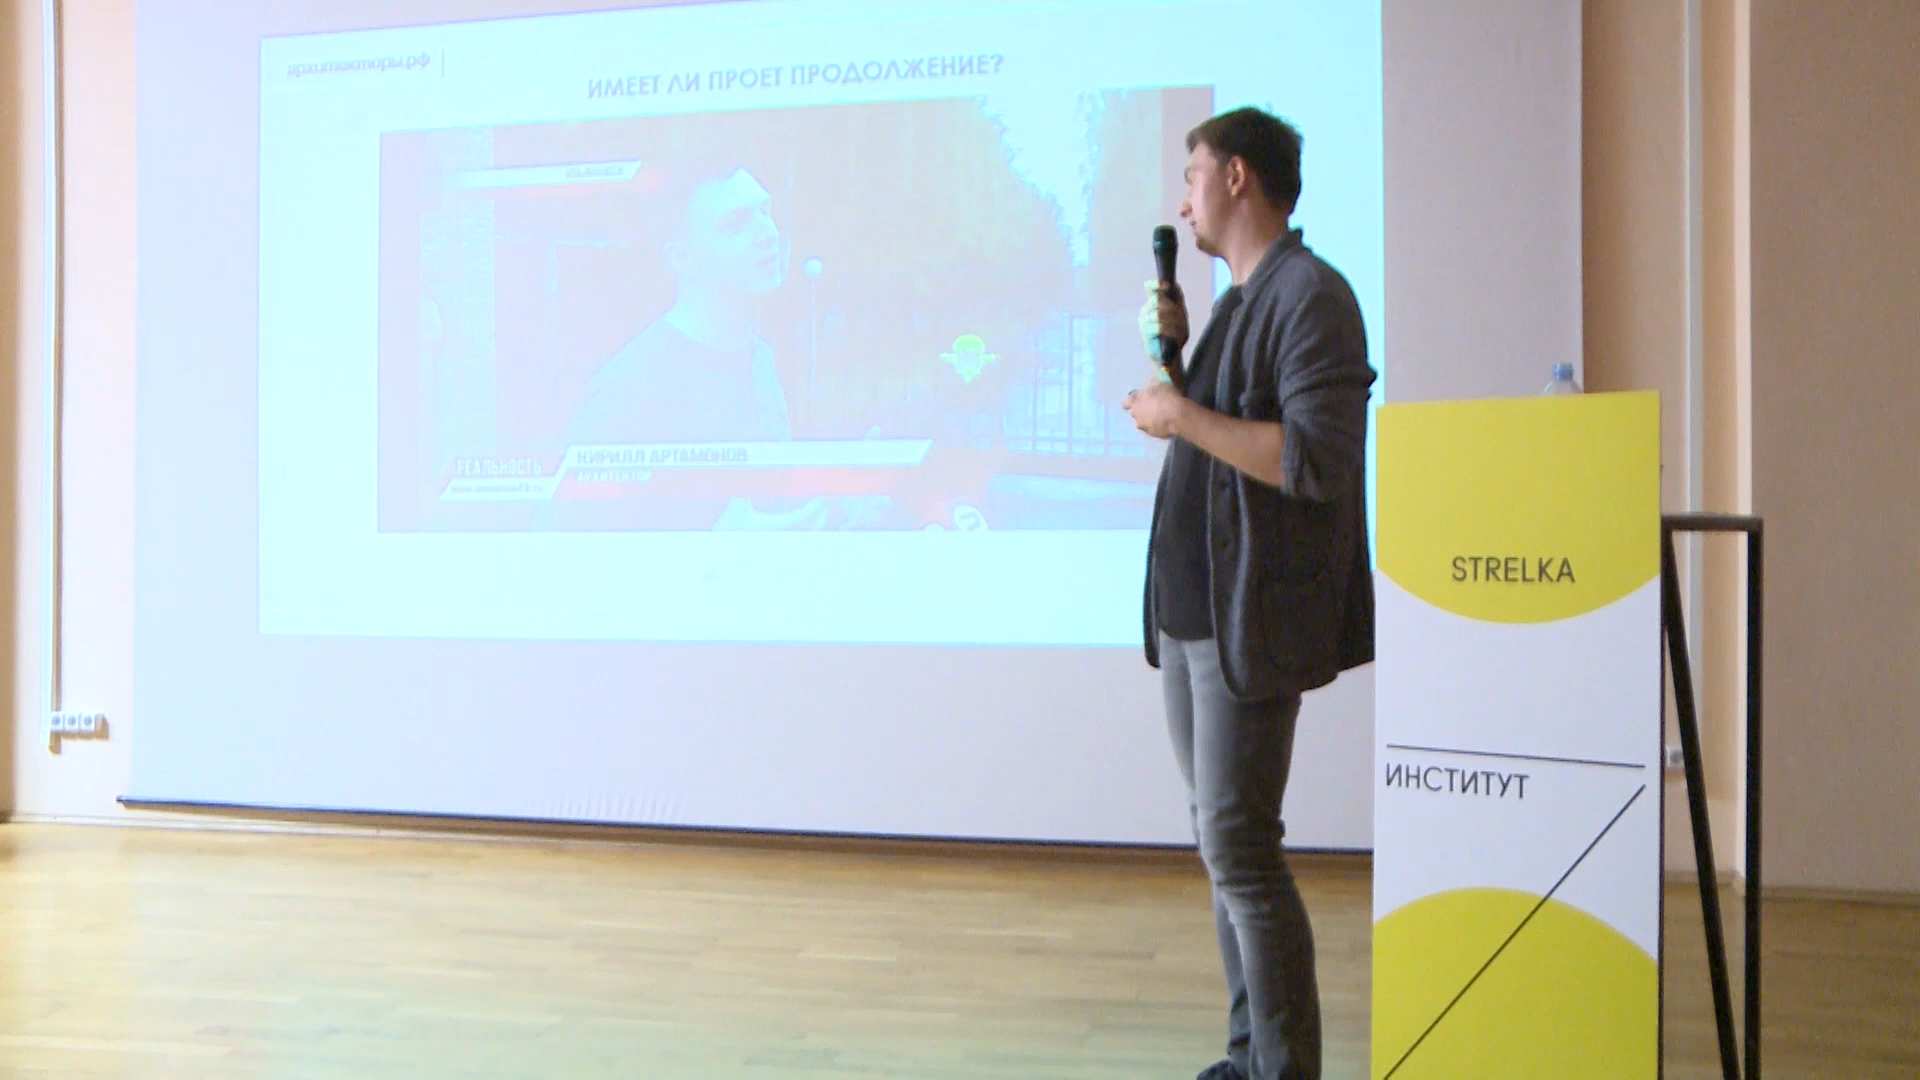 архитекторы.рф
ИМЕЕТ ЛИ ПРОЕТ ПРОДОЛЖЕНИЕ?
РЕАЛЬНОСТЬ
КИРИЛЛ АРТАМОНОВ
АРХИТЕКТОР
STRELKA
ИНСТИТУТ